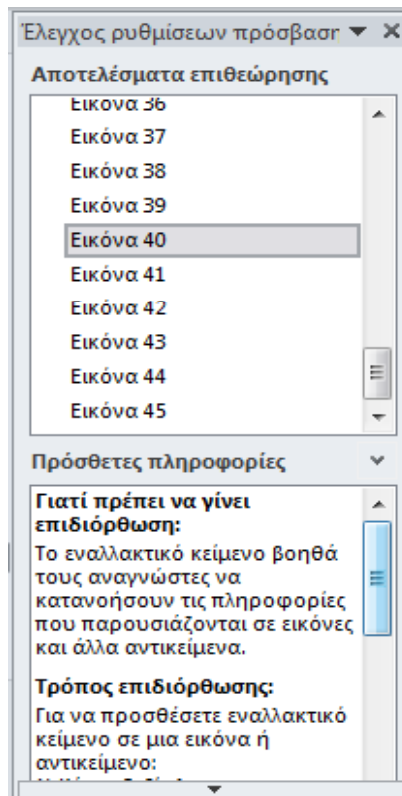 Έλεγχος ρυθμίσεων πρόσβαση
Αποτελέσματα επιθεώρησης
Εικόνα 36
Εικόνα 37
Εικόνα 38
Εικόνα 39
Εικόνα 40
Εικόνα 41
Εικόνα 42
Εικόνα 43
Εικόνα 44
Εικόνα 45
Πρόσθετες πληροφορίες
Γιατί πρέπει να γίνει
επιδιόρθωση:
Το εναλλακτικό κείμενο βοηθά
τους αναγνώστες να
κατανοήσουν τις πληροφορίες
που παρουσιάζονται σε εικόνες
και άλλα αντικείμενα.
Τρόπος επιδιόρθωσης:
Για να προσθέσετε εναλλακτικό
κείμενο σε μια εικόνα ή
αντικείμενο: